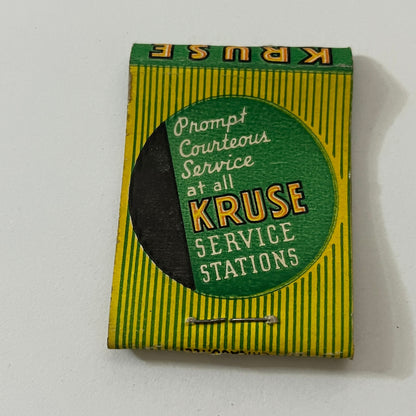 KRUSE
Prompt
Courteous
Service
at all
KRUSE
SERVICE
STATIONS